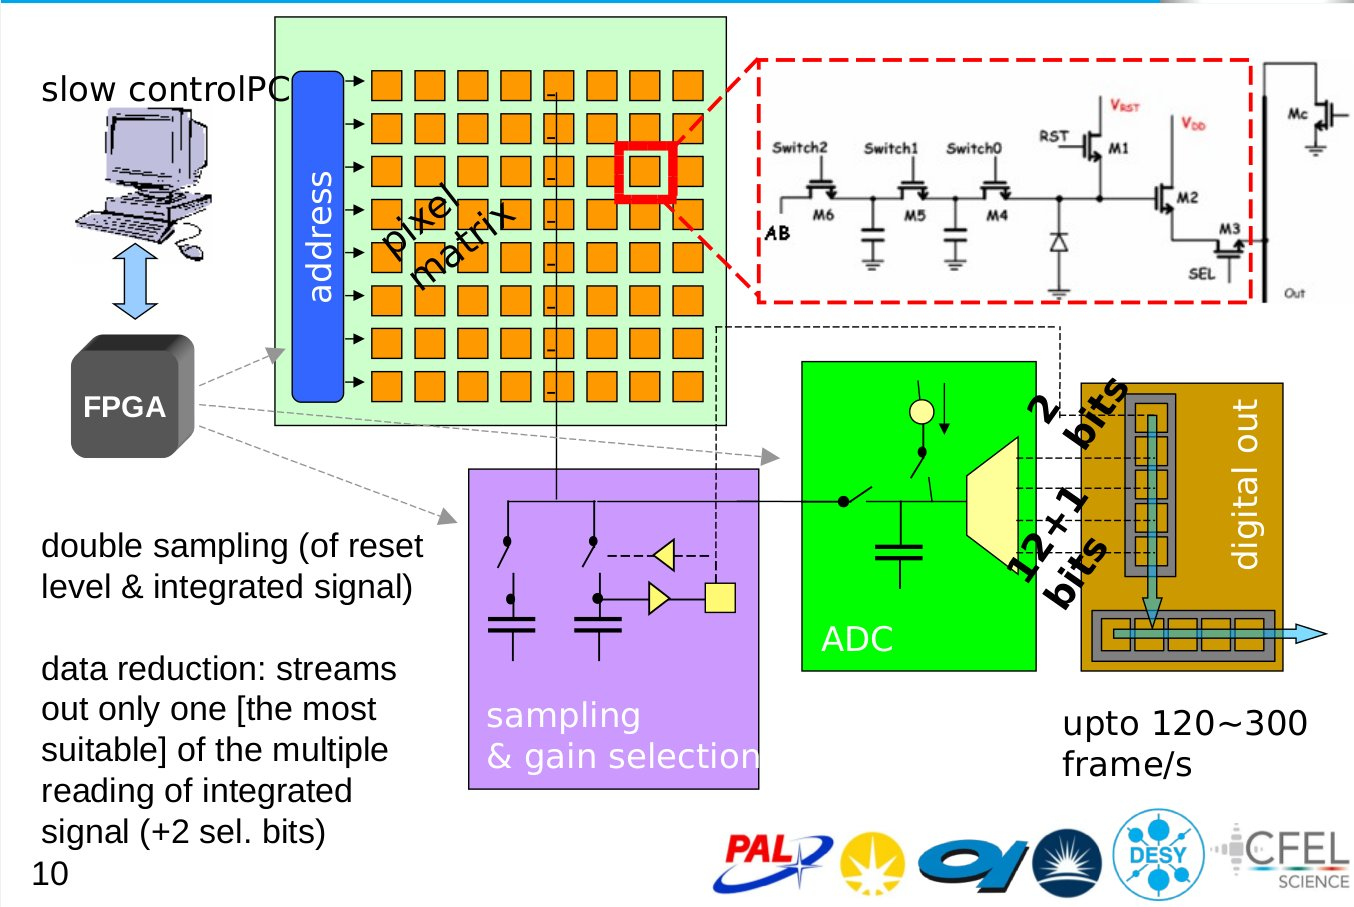 slow controlPC
address
pixel
matrix
Switch2
Switch1
Switch0
RST
VRST
M1
VDD
M2
M3
Mc
M6
M5
M4
AB
SEL
Out
FPGA
2
bits
12+1
bits
digital out
ADC
sampling
& gain selection
double sampling (of reset
level & integrated signal)
data reduction: streams
out only one [the most
suitable] of the multiple
reading of integrated
signal (+2 sel. bits)
upto 120~300
frame/s
10
PAL
DESY
CFEL
SCIENCE